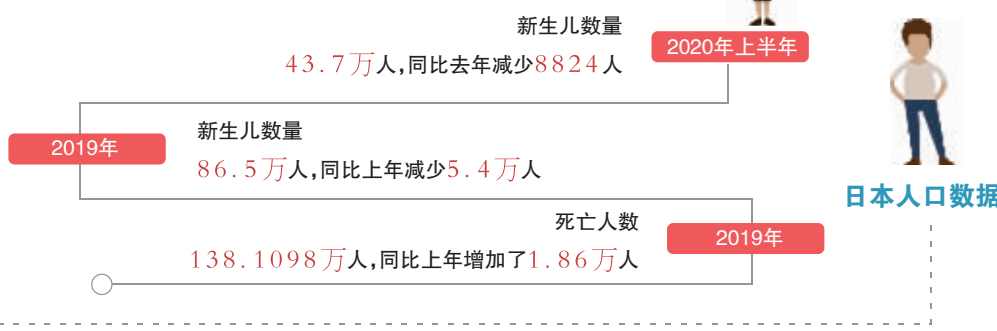 新生儿数量
2020年上半年
43.7万人,同比去年减少8824人
2019年
新生儿数量
86.5万人,同比上年减少5.4万人
日本人口数据
死亡人数
2019年
138.1098万人,同比上年增加了1.86万人